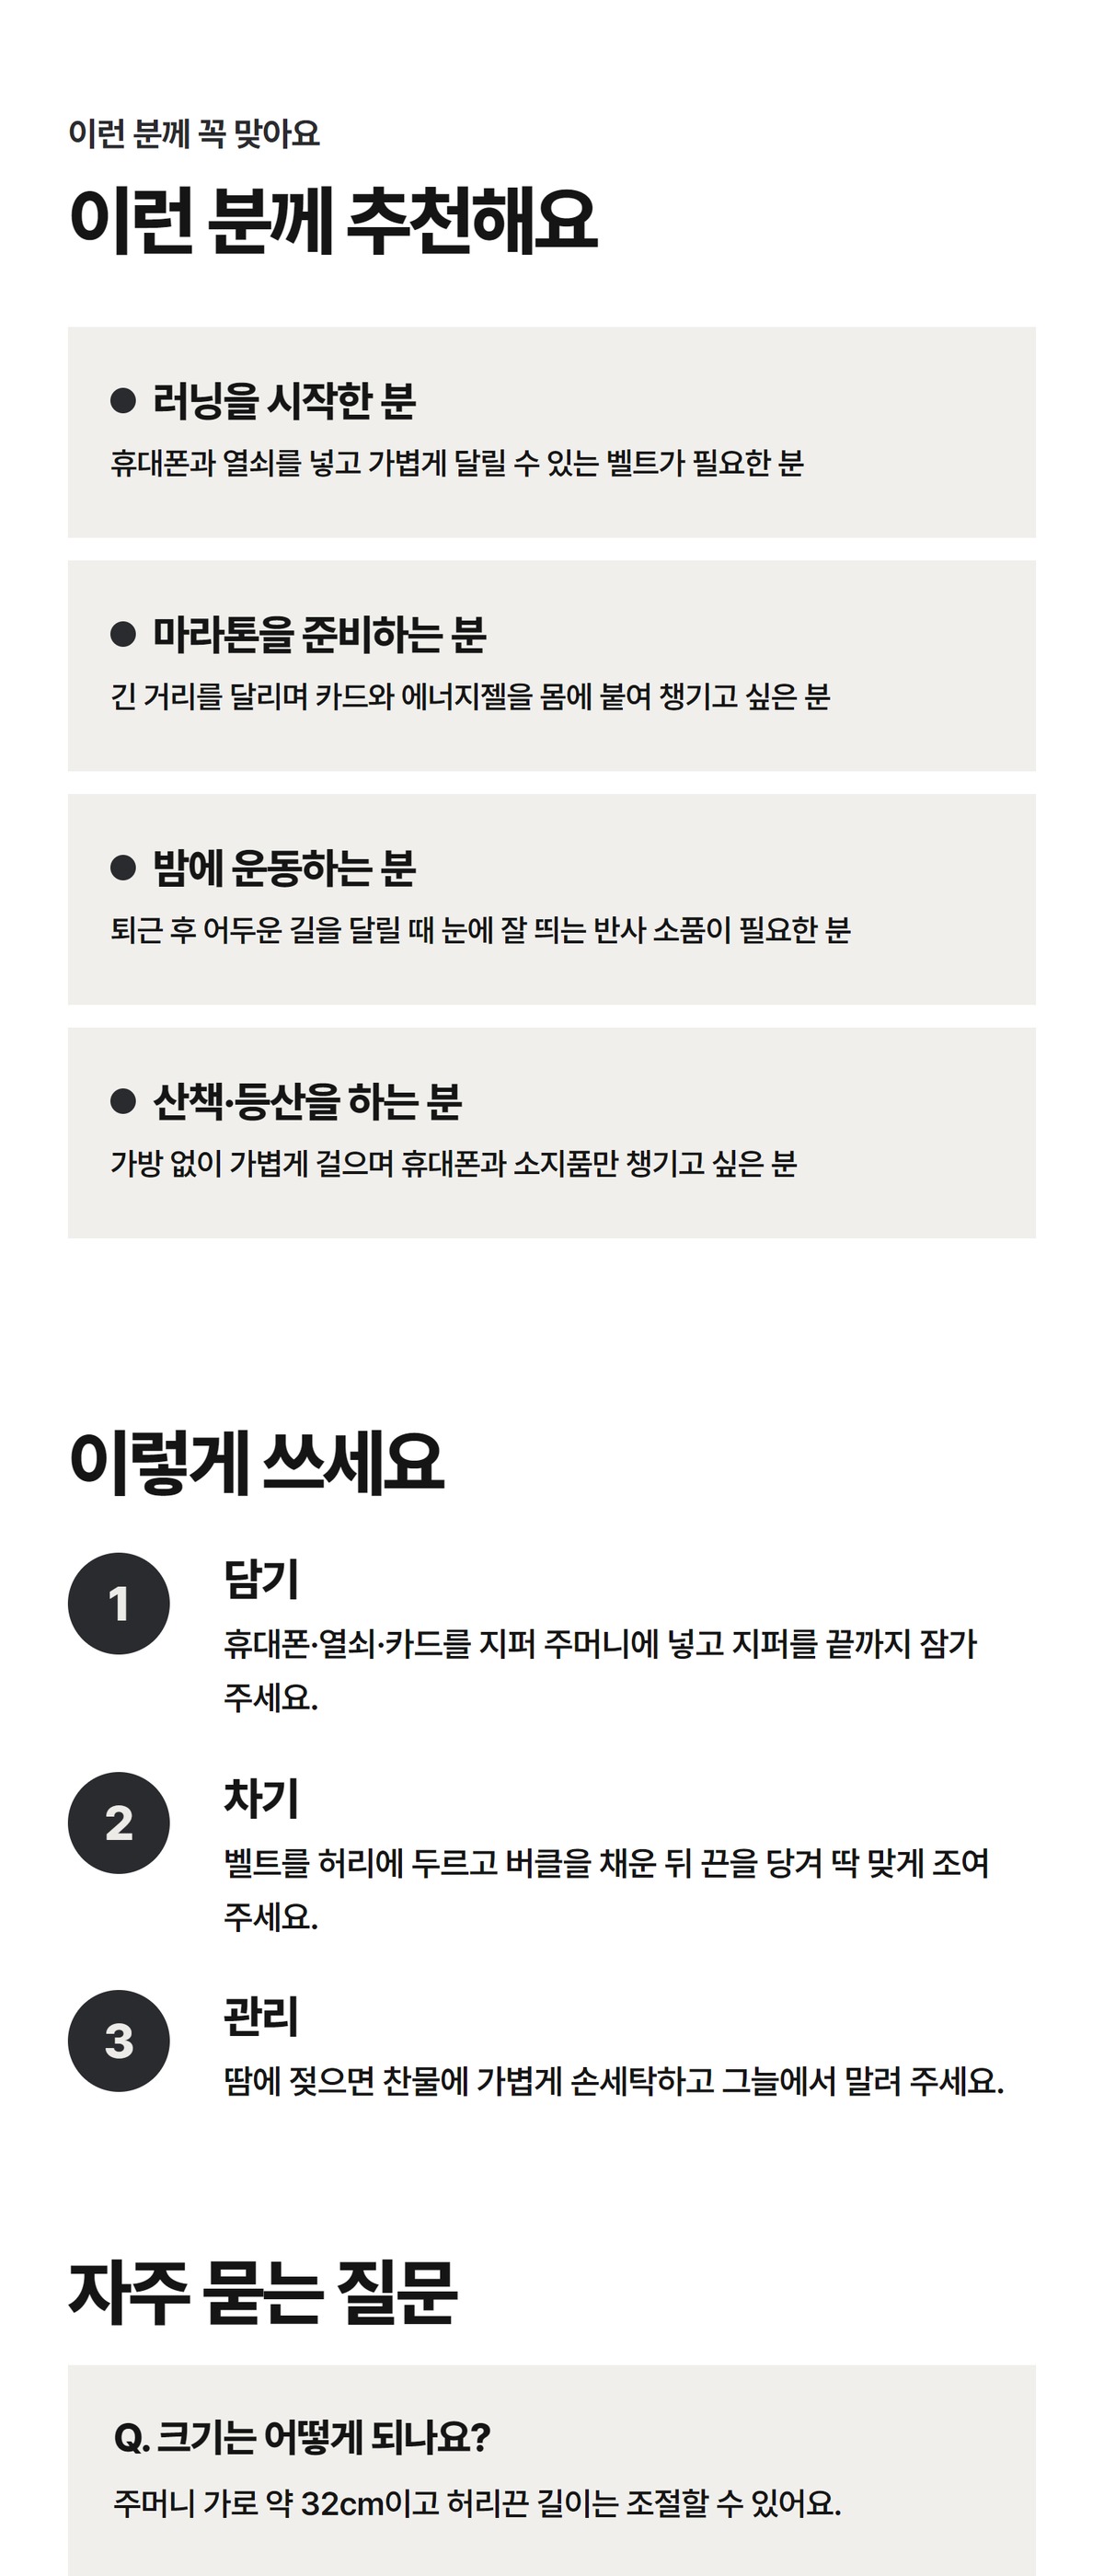 이런 분께 꼭 맞아요
이런 분께 추천해요
러닝을 시작한 분
휴대폰과 열쇠를 넣고 가볍게 달릴 수 있는 벨트가 필요한 분
마라톤을 준비하는 분
긴 거리를 달리며 카드와 에너지젤을 몸에 붙여 챙기고 싶은 분
밤에 운동하는 분
퇴근 후 어두운 길을 달릴 때 눈에 잘 띄는 반사 소품이 필요한 분
산책·등산을 하는 분
가방 없이 가볍게 걸으며 휴대폰과 소지품만 챙기고 싶은 분
이렇게 쓰세요
1
담기
휴대폰·열쇠·카드를 지퍼 주머니에 넣고 지퍼를 끝까지 잠가
주세요.
2
차기
벨트를 허리에 두르고 버클을 채운 뒤 끈을 당겨 딱 맞게 조여
주세요.
3
관리
땀에 젖으면 찬물에 가볍게 손세탁하고 그늘에서 말려 주세요.
자주 묻는 질문
Q. 크기는 어떻게 되나요?
주머니 가로 약 32cm이고 허리끈 길이는 조절할 수 있어요.